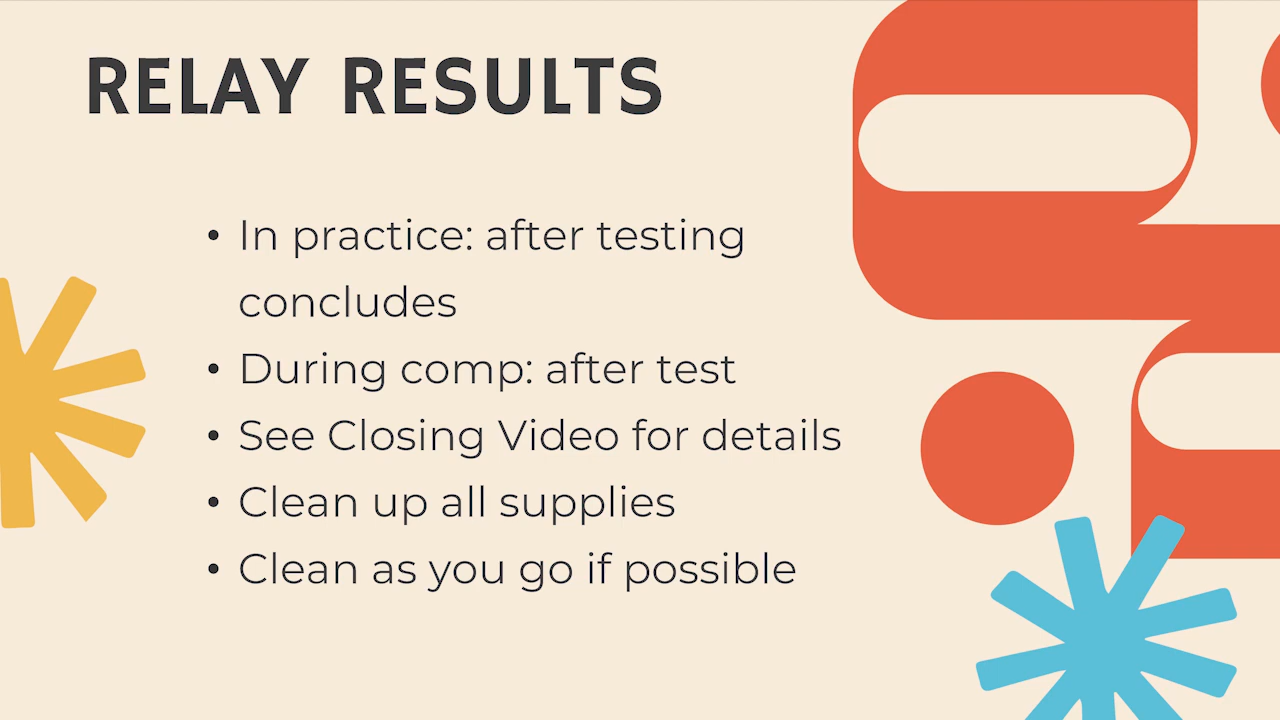 RELAY RESULTS
• In practice: after testing
concludes
• During comp: after test
• See Closing Video for details
• Clean up all supplies
• Clean as you go if possible